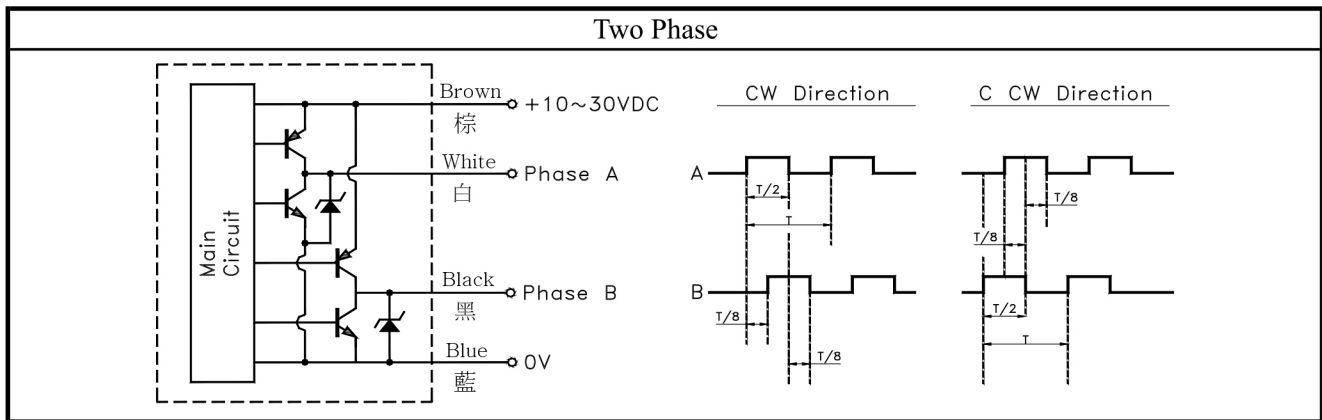 Two Phase
Main
Circuit
Brown
棕
+10~30VDC
White
白
Phase A
Black
黑
Phase B
Blue
藍
0V
CW Direction
A
T/2
T
B
T/8
T/8
C CW Direction
T/8
T/8
T/2
T